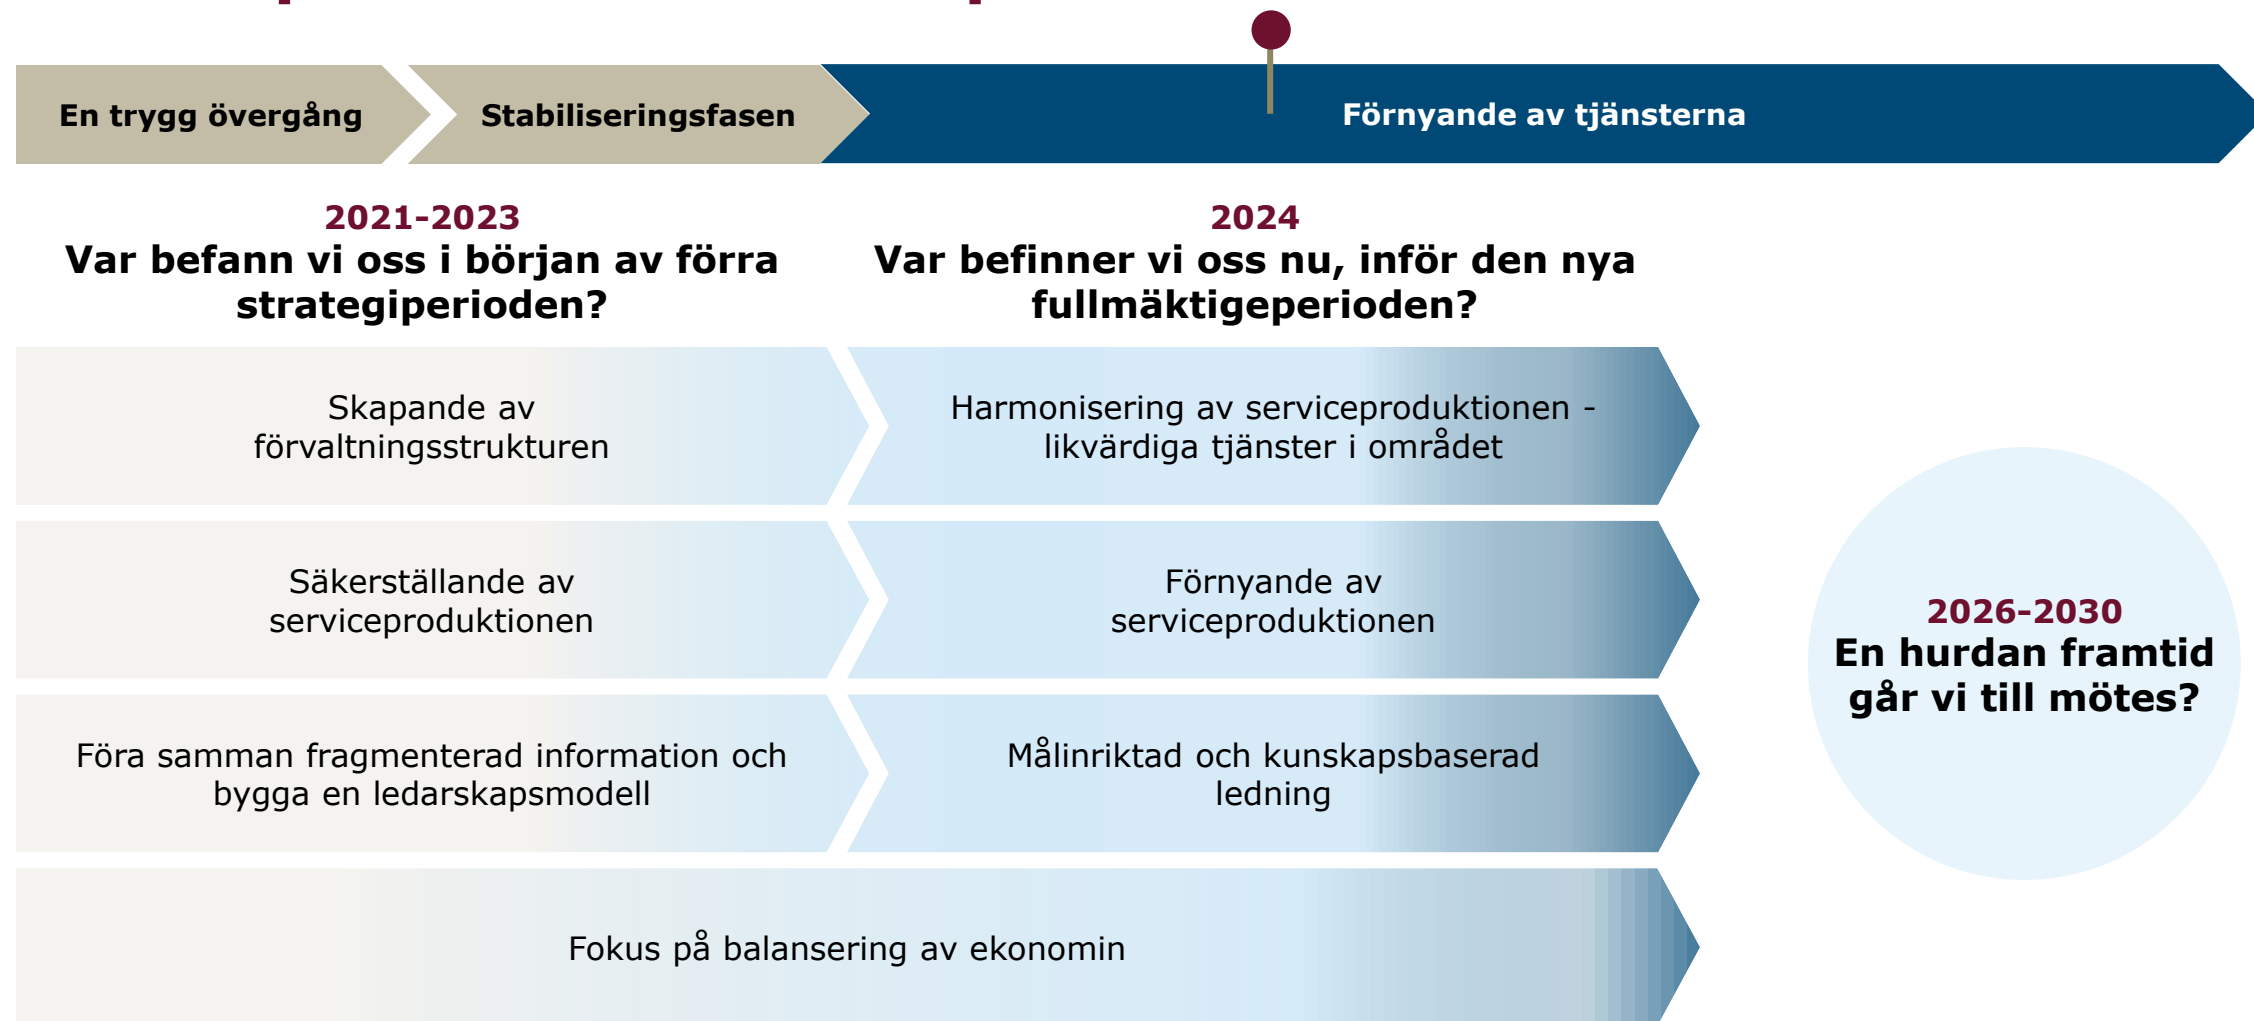 En trygg övergång
Stabiliseringsfasen
Förnyande av tjänsterna
2021-2023
Var befann vi oss i början av förra
strategiperioden?
2024
Var befinner vi oss nu, inför den nya
fullmäktigeperioden?
Skapande av
förvaltningsstrukturen
Harmonisering av serviceproduktionen -
likvärdiga tjänster i området
Säkerställande av
serviceproduktionen
Förnyande av
serviceproduktionen
Föra samman fragmenterad information och
bygga en ledarskapsmodell
Målinriktad och kunskapsbaserad
ledning
Fokus på balansering av ekonomin
2026-2030
En hurdan framtid
går vi till mötes?